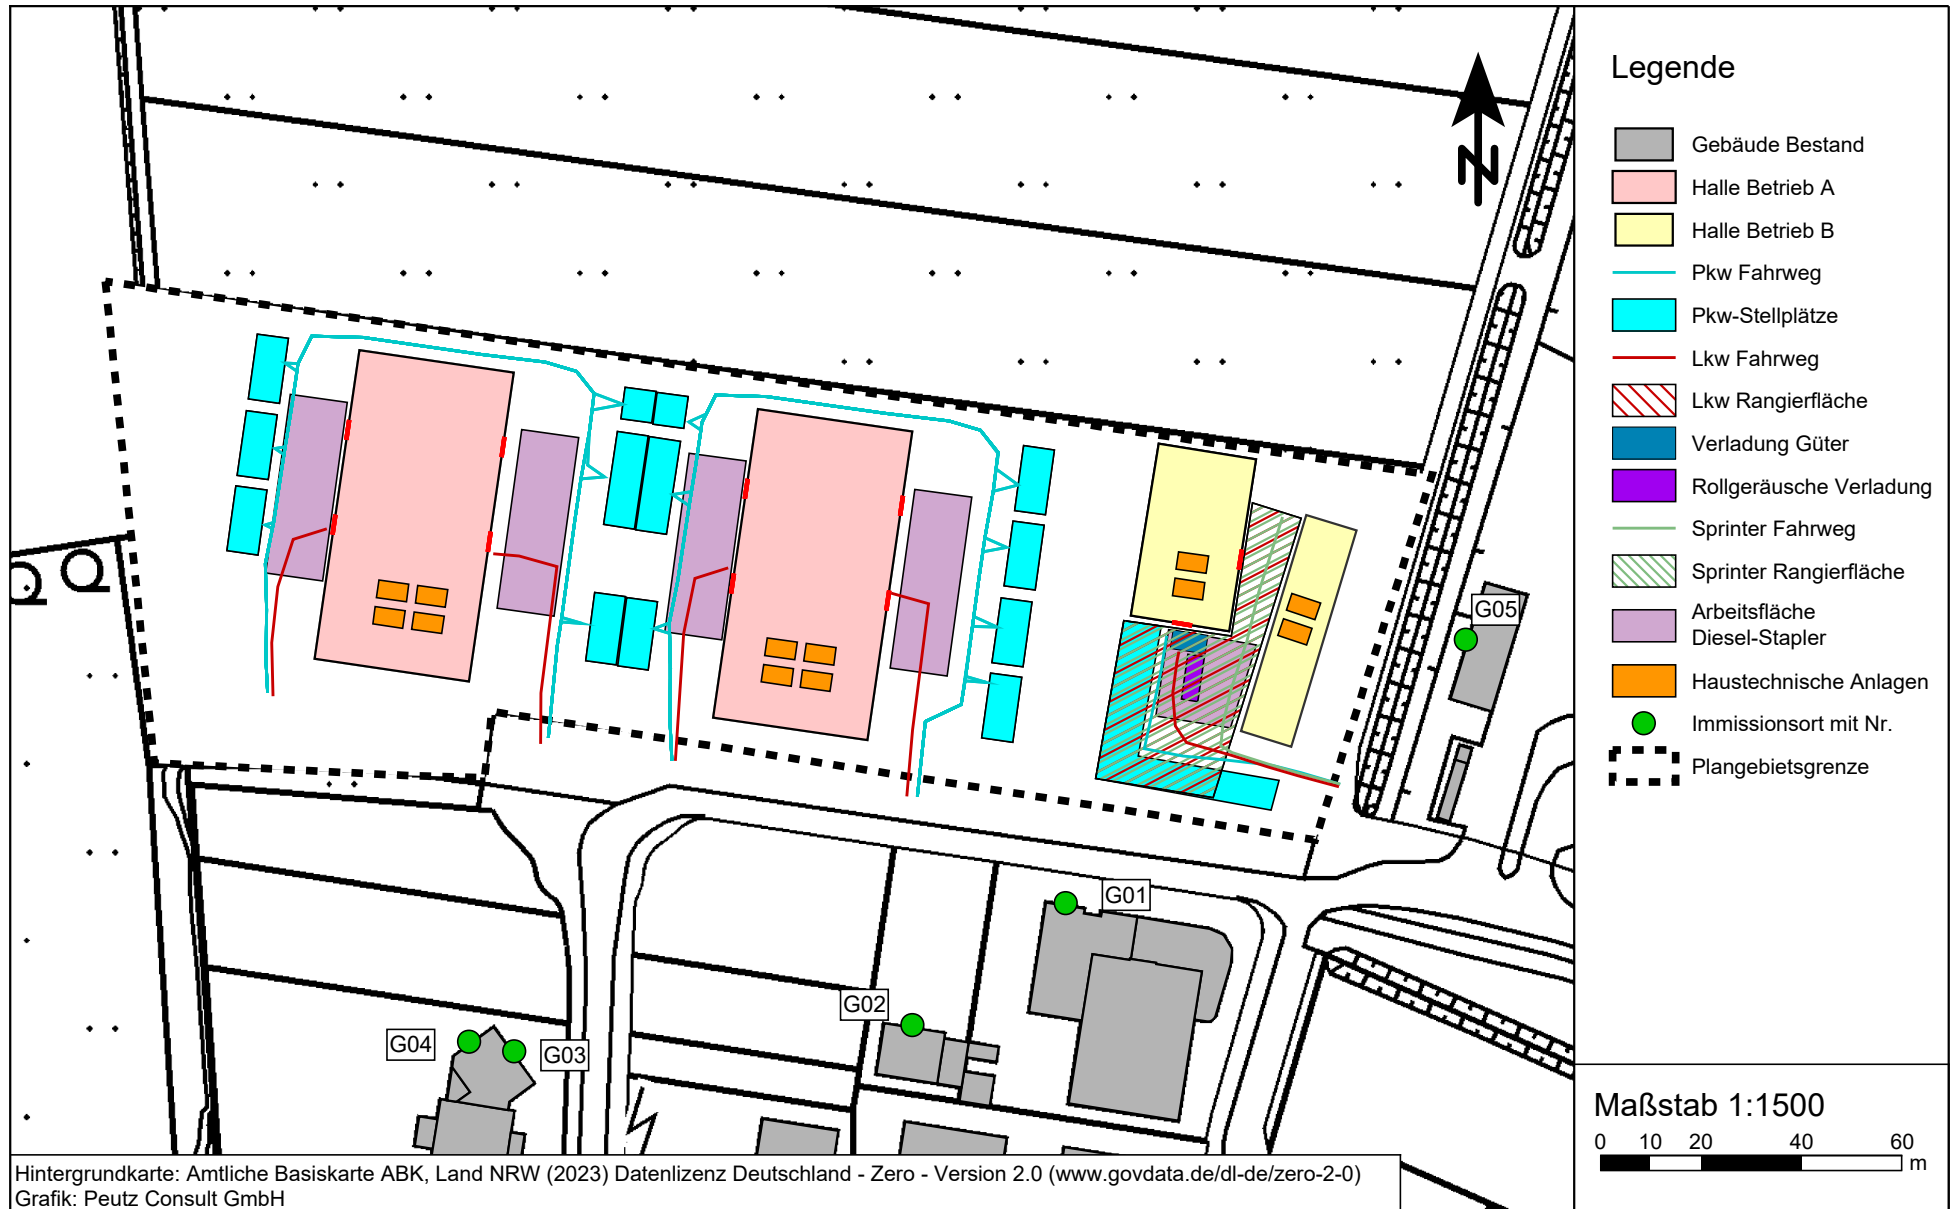 Legende
Gebäude Bestand
Halle Betrieb A
Halle Betrieb B
Pkw Fahrweg
Pkw-Stellplätze
Lkw Fahrweg
Lkw Rangierfläche
Verladung Güter
Rollgeräusche Verladung
Sprinter Fahrweg
Sprinter Rangierfläche
Arbeitsfläche
Diesel-Stapler
Haustechnische Anlagen
Immissionsort mit Nr.
Plangebietsgrenze
N
G05
G01
G02
G04
G03
Maßstab 1:1500
0 10 20 40 60
m
Hintergrundkarte: Amtliche Basiskarte ABK, Land NRW (2023) Datenlizenz Deutschland - Zero - Version 2.0 (www.govdata.de/dl-de/zero-2-0)
Grafik: Peutz Consult GmbH